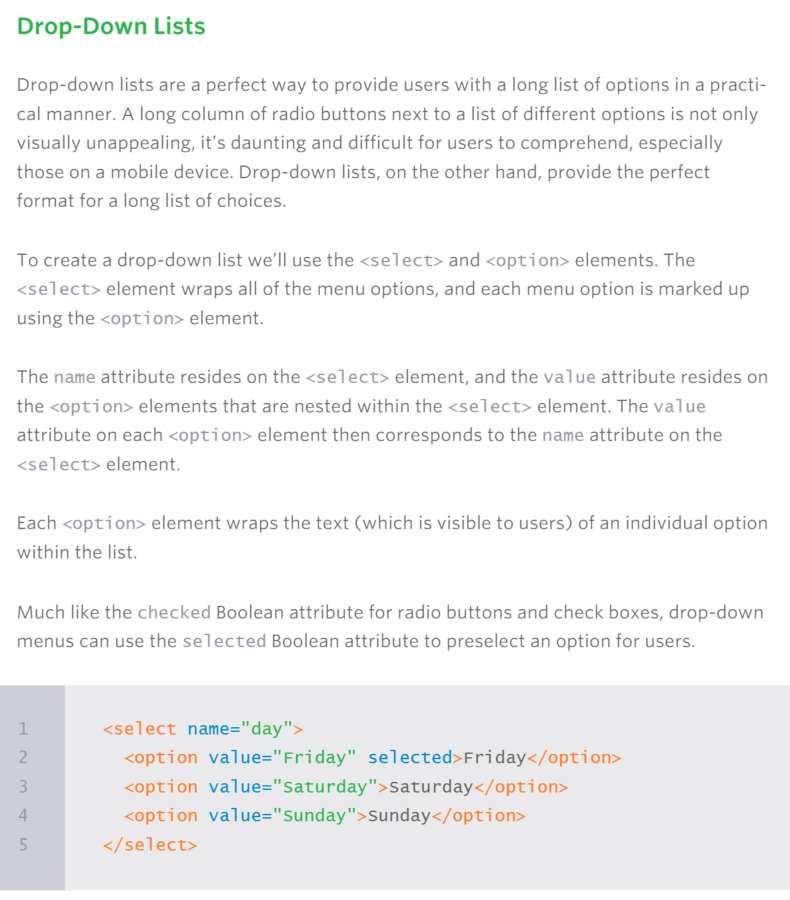 Drop-Down Lists
Drop-down lists are a perfect way to provide users with a long list of options in a practi-
cal manner. A long column of radio buttons next to a list of different options is not only
visually unappealing, it’s daunting and difficult for users to comprehend, especially
those on a mobile device. Drop-down lists, on the other hand, provide the perfect
format for a long list of choices.
To create a drop-down list we’ll use the <select> and <option> elements. The
<select> element wraps all of the menu options, and each menu option is marked up
using the <option> element.
The name attribute resides on the <select> element, and the value attribute resides on
the <option> elements that are nested within the <select> element. The value
attribute on each <option> element then corresponds to the name attribute on the
<select> element.
Each <option> element wraps the text (which is visible to users) of an individual option
within the list.
Much like the checked Boolean attribute for radio buttons and check boxes, drop-down
menus can use the selected Boolean attribute to preselect an option for users.
1 <select name="day">
2 <option value="Friday" selected>Friday</option>
3 <option value="Saturday">Saturday</option>
4 <option value="Sunday">Sunday</option>
5 </select>